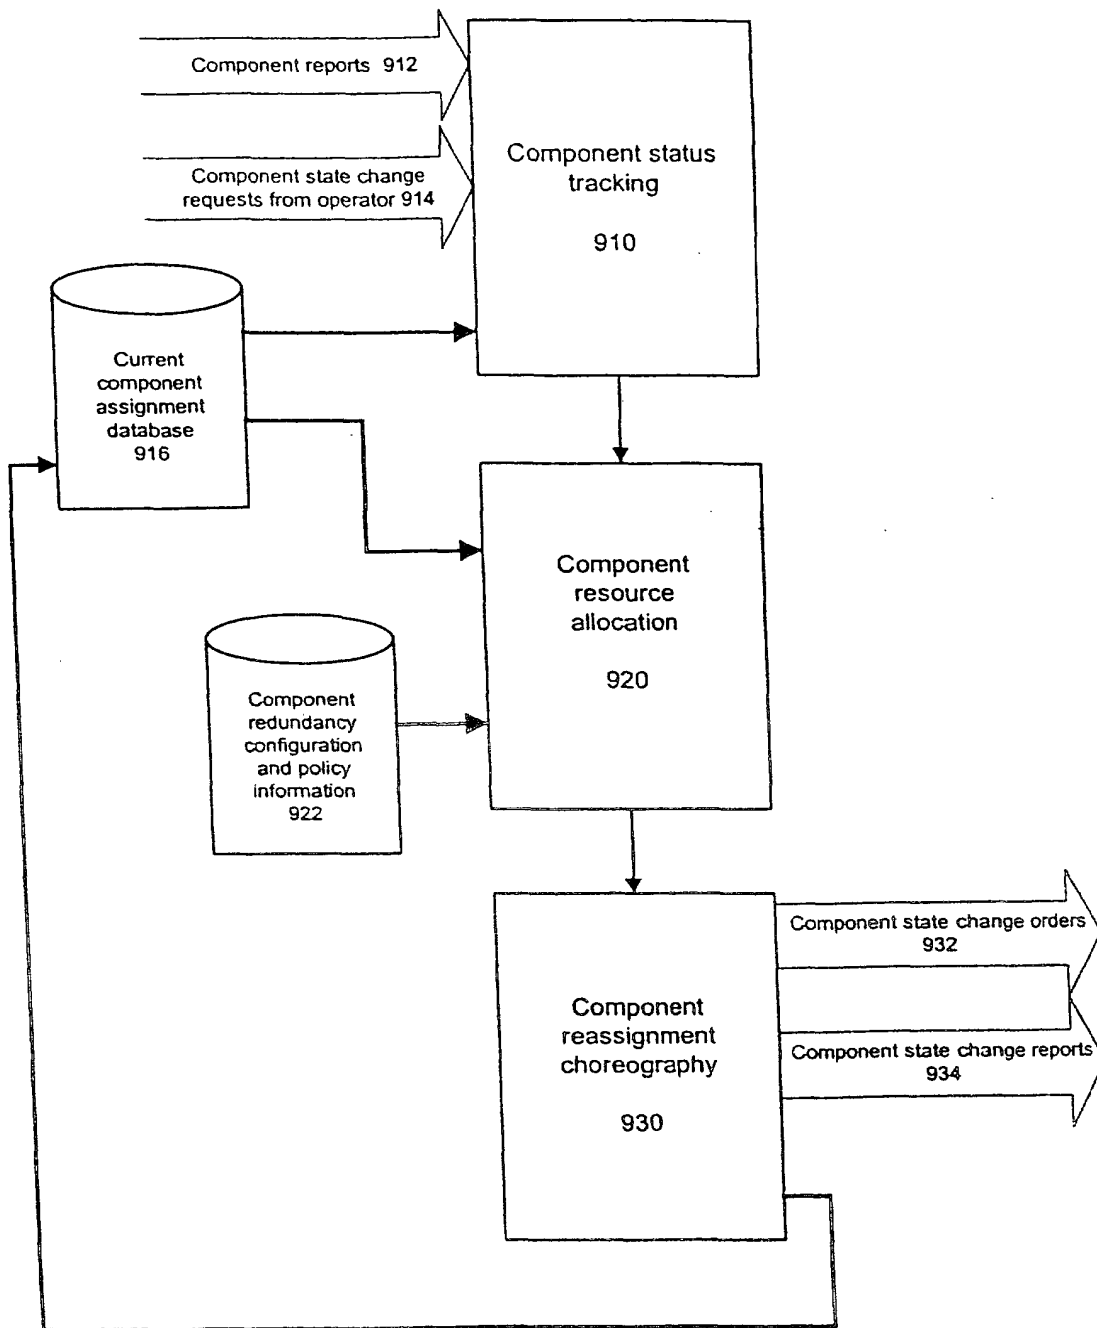 Component reports 912
Component state change
requests from operator 914
Component status
tracking
910
Current
component
assignment
database
916
Component
resource
allocation
920
Component
redundancy
configuration
and policy
information
922
Component state change orders
932
Component
reassignment
choreography
930
Component state change reports
934